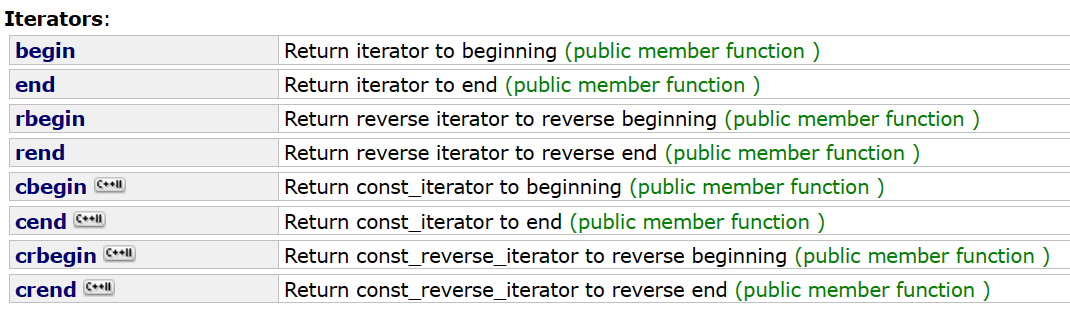 Iterators:
begin Return iterator to beginning (public member function )
end Return iterator to end (public member function )
rbegin Return reverse iterator to reverse beginning (public member function )
rend Return reverse iterator to reverse end (public member function )
cbegin C++11 Return const_iterator to beginning (public member function )
cend C++11 Return const_iterator to end (public member function )
crbegin C++11 Return const_reverse_iterator to reverse beginning (public member function )
crend C++11 Return const_reverse_iterator to reverse end (public member function )